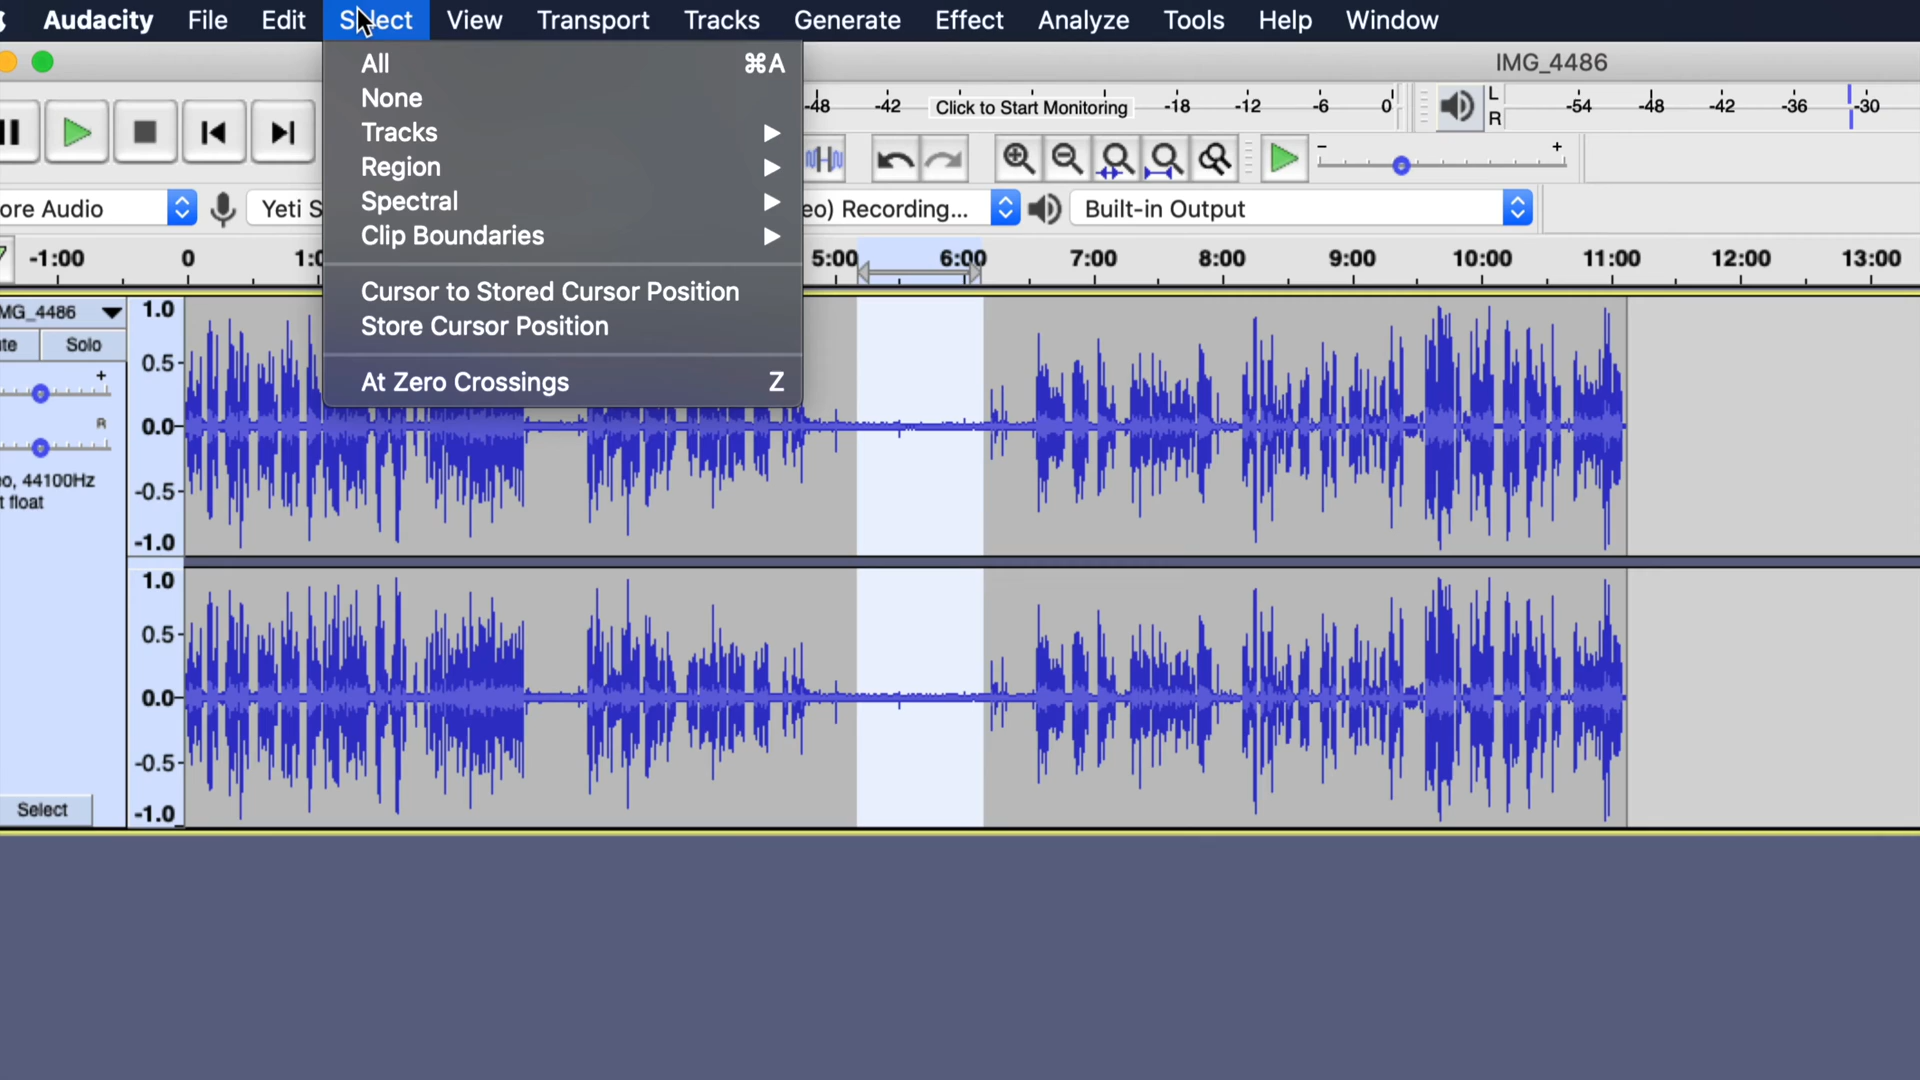 Audacity File Edit Select View Transport Tracks Generate Effect Analyze Tools Help Window
IMG_4486
All ⌘A
None
Tracks
Region
Spectral
Clip Boundaries
Cursor to Stored Cursor Position
Store Cursor Position
At Zero Crossings Z
-48 -42 Click to Start Monitoring -18 -12 -6 0
L
R
-54 -48 -42 -36 -30
- +
ore Audio
Yeti S
eo) Recording...
Built-in Output
-1:00 0 1:0 5:00 6:00 7:00 8:00 9:00 10:00 11:00 12:00 13:00
MG_4486
te Solo
+
R
o, 44100Hz
t float
Select
1.0
0.5
0.0
-0.5
-1.0
1.0
0.5
0.0
-0.5
-1.0